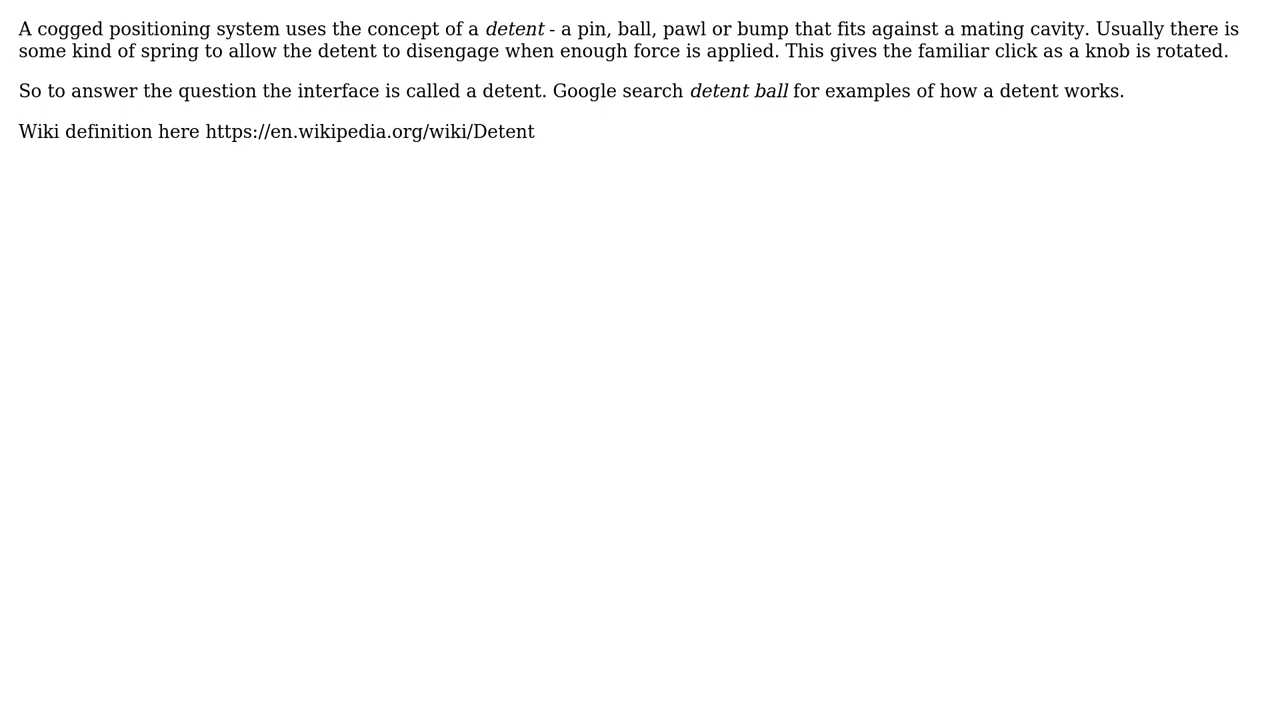 A cogged positioning system uses the concept of a detent - a pin, ball, pawl or bump that fits against a mating cavity. Usually there is
some kind of spring to allow the detent to disengage when enough force is applied. This gives the familiar click as a knob is rotated.
So to answer the question the interface is called a detent. Google search detent ball for examples of how a detent works.
Wiki definition here https://en.wikipedia.org/wiki/Detent